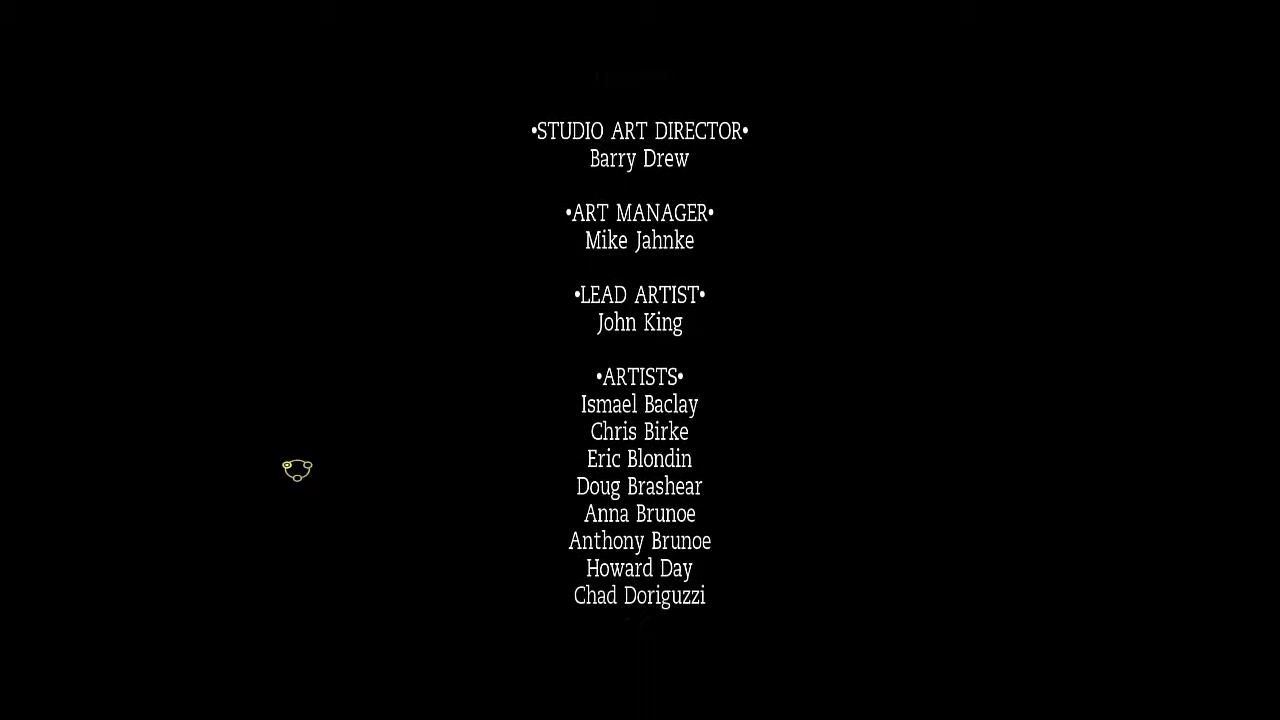 •STUDIO ART DIRECTOR•
Barry Drew
•ART MANAGER•
Mike Jahnke
•LEAD ARTIST•
John King
•ARTISTS•
Ismael Baclay
Chris Birke
Eric Blondin
Doug Brashear
Anna Brunoe
Anthony Brunoe
Howard Day
Chad Doriguzzi